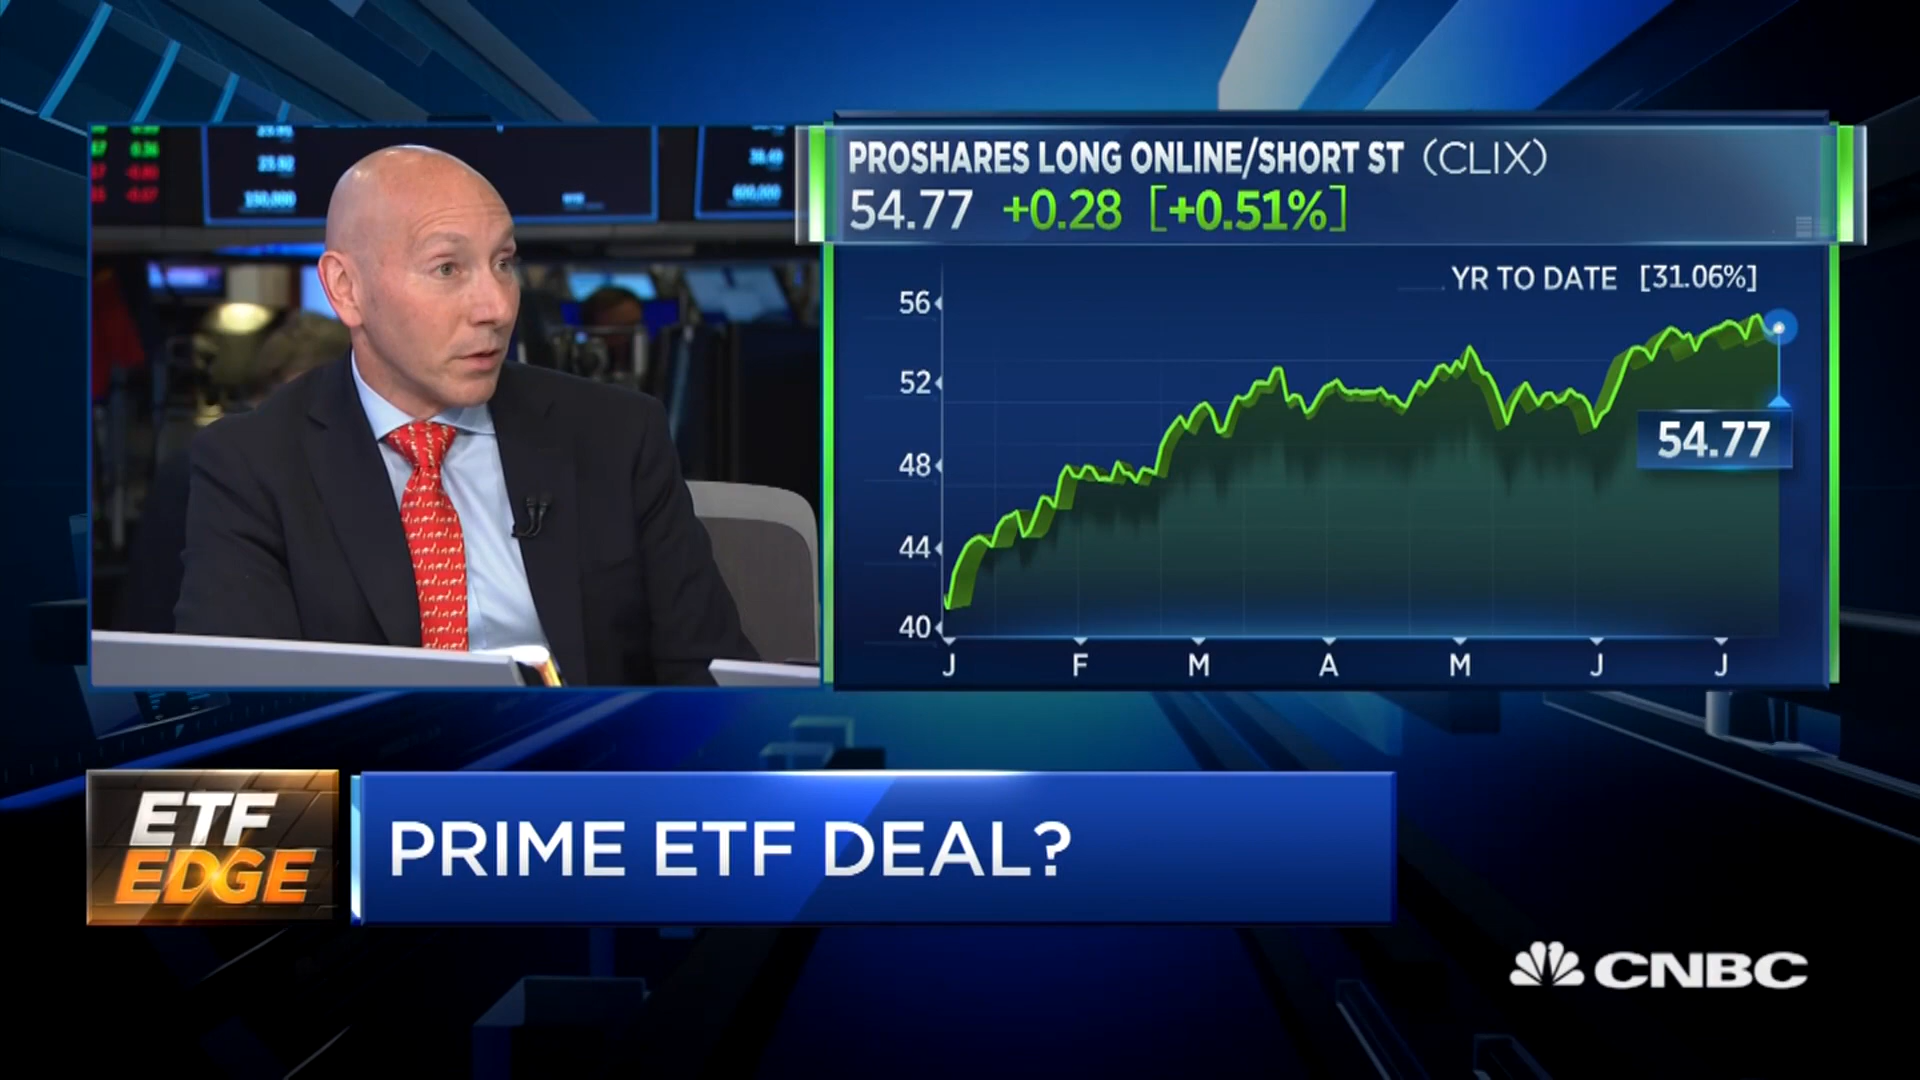 PROSHARES LONG ONLINE/SHORT ST (CLIX)
54.77 +0.28 [+0.51%]
YR TO DATE [31.06%]
56
52
48
44
40
54.77
J F M A M J J
ETF
EDGE
PRIME ETF DEAL?
CNBC